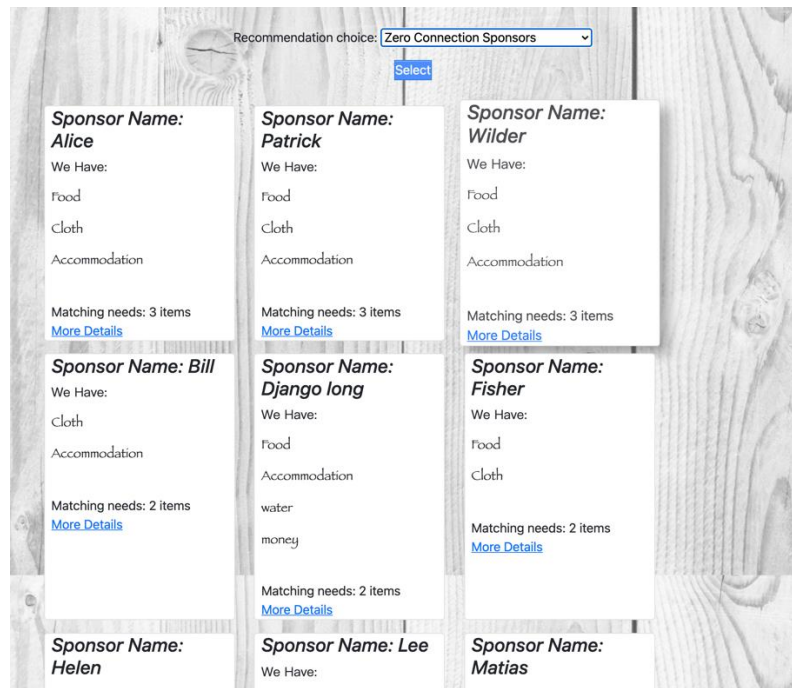 Recommendation choice: Zero Connection Sponsors
Select
Sponsor Name:
Alice
We Have:
Food
Cloth
Accommodation
Matching needs: 3 items
More Details
Sponsor Name:
Patrick
We Have:
Food
Cloth
Accommodation
Matching needs: 3 items
More Details
Sponsor Name:
Wilder
We Have:
Food
Cloth
Accommodation
Matching needs: 3 items
More Details
Sponsor Name: Bill
We Have:
Cloth
Accommodation
Matching needs: 2 items
More Details
Sponsor Name:
Django long
We Have:
Food
Accommodation
water
money
Matching needs: 2 items
More Details
Sponsor Name:
Fisher
We Have:
Food
Cloth
Matching needs: 2 items
More Details
Sponsor Name:
Helen
Sponsor Name: Lee
We Have:
Sponsor Name:
Matias